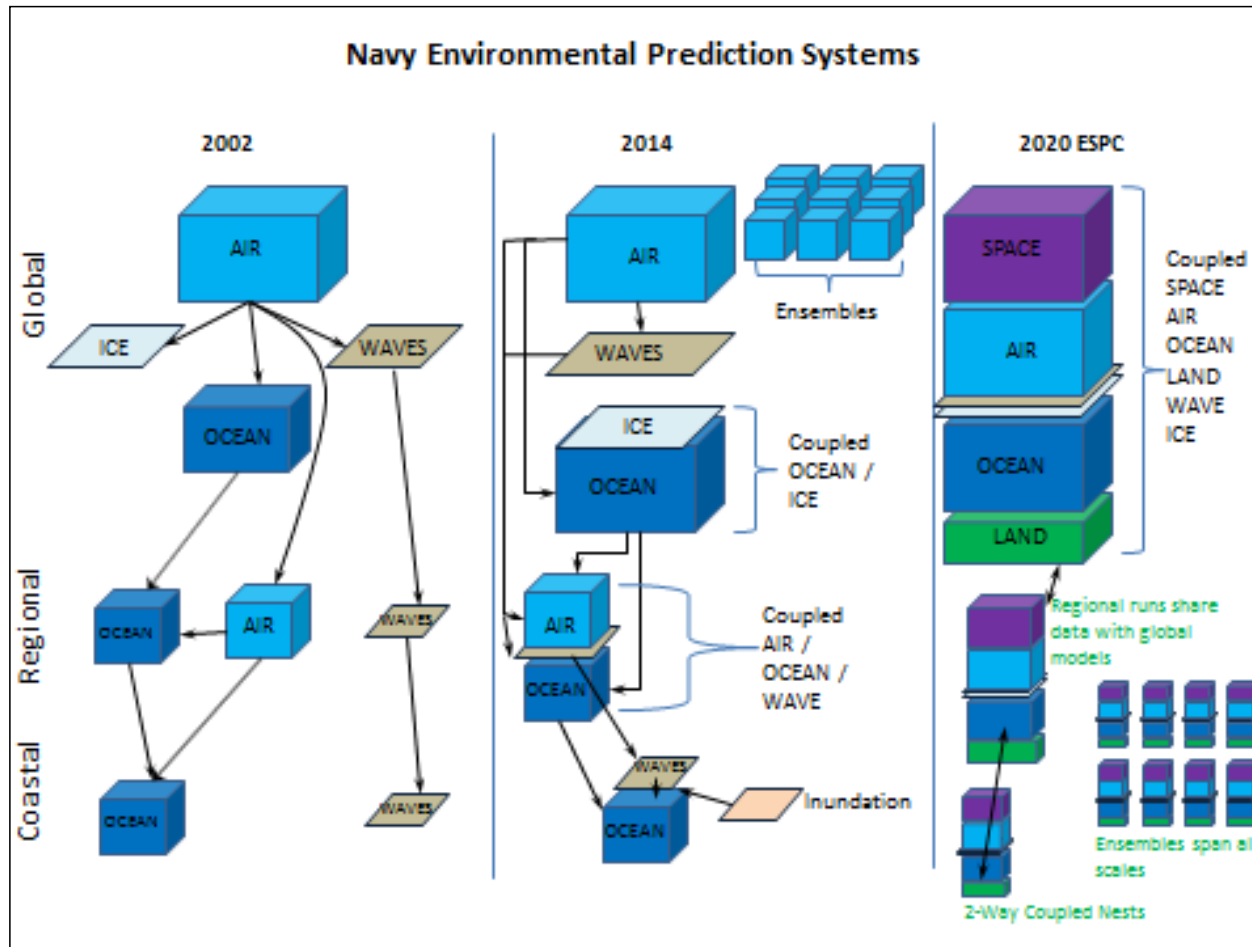 Navy Environmental Prediction Systems
2002
2014
2020 ESPC
Global
Regional
Coastal
AIR
ICE
WAVES
OCEAN
OCEAN
AIR
WAVES
OCEAN
WAVES
AIR
Ensembles
WAVES
ICE
OCEAN
Coupled
OCEAN /
ICE
AIR
OCEAN
Coupled
AIR /
OCEAN /
WAVE
WAVES
OCEAN
Inundation
SPACE
AIR
OCEAN
LAND
Coupled
SPACE
AIR
OCEAN
LAND
WAVE
ICE
Regional runs share
data with global
models
Ensembles span al
scales
2-Way Coupled Nests